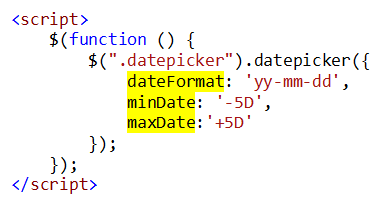 <script>
    $(function () {
        $(".datepicker").datepicker({
            dateFormat: 'yy-mm-dd',
            minDate: '-5D',
            maxDate:'+5D'
        });
    });
</script>